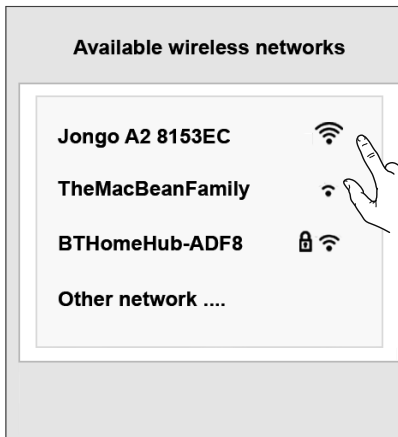 Available wireless networks
Jongo A2 8153EC
TheMacBeanFamily
BTHomeHub-ADF8
Other network ....